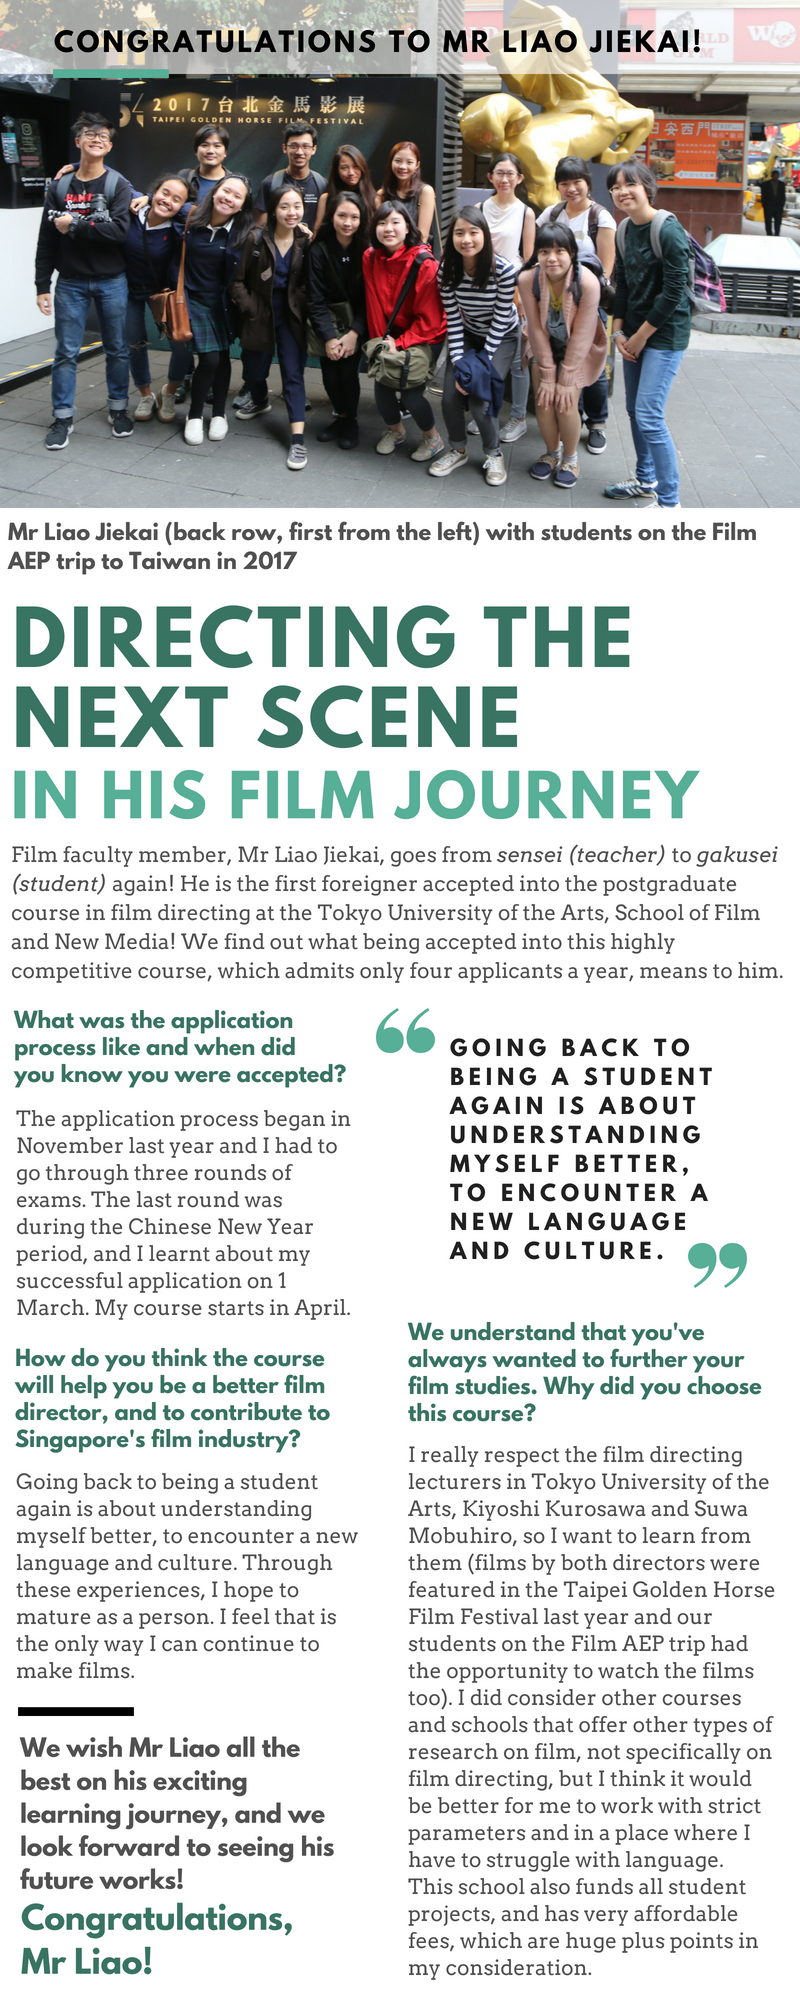 CONGRATULATIONS TO MR LIAO JIEKAI!
54 2017台北金馬影展
TAIPEI GOLDEN HORSE FILM FESTIVAL
WORLD
GYM
W
日安西門
Mr Liao Jiekai (back row, first from the left) with students on the Film
AEP trip to Taiwan in 2017
DIRECTING THE
NEXT SCENE
IN HIS FILM JOURNEY
Film faculty member, Mr Liao Jiekai, goes from sensei (teacher) to gakusei
(student) again! He is the first foreigner accepted into the postgraduate
course in film directing at the Tokyo University of the Arts, School of Film
and New Media! We find out what being accepted into this highly
competitive course, which admits only four applicants a year, means to him.
What was the application
process like and when did
you know you were accepted?
The application process began in
November last year and I had to
go through three rounds of
exams. The last round was
during the Chinese New Year
period, and I learnt about my
successful application on 1
March. My course starts in April.
How do you think the course
will help you be a better film
director, and to contribute to
Singapore's film industry?
Going back to being a student
again is about understanding
myself better, to encounter a new
language and culture. Through
these experiences, I hope to
mature as a person. I feel that is
the only way I can continue to
make films.
We wish Mr Liao all the
best on his exciting
learning journey, and we
look forward to seeing his
future works!
Congratulations,
Mr Liao!
“GOING BACK TO
BEING A STUDENT
AGAIN IS ABOUT
UNDERSTANDING
MYSELF BETTER,
TO ENCOUNTER A
NEW LANGUAGE
AND CULTURE.”
We understand that you've
always wanted to further your
film studies. Why did you choose
this course?
I really respect the film directing
lecturers in Tokyo University of the
Arts, Kiyoshi Kurosawa and Suwa
Mobuhiro, so I want to learn from
them (films by both directors were
featured in the Taipei Golden Horse
Film Festival last year and our
students on the Film AEP trip had
the opportunity to watch the films
too). I did consider other courses
and schools that offer other types of
research on film, not specifically on
film directing, but I think it would
be better for me to work with strict
parameters and in a place where I
have to struggle with language.
This school also funds all student
projects, and has very affordable
fees, which are huge plus points in
my consideration.